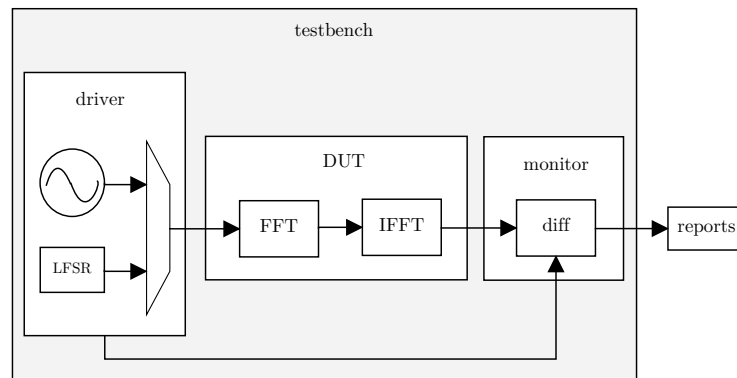 testbench
driver
LFSR
DUT
FFT
IFFT
monitor
diff
reports